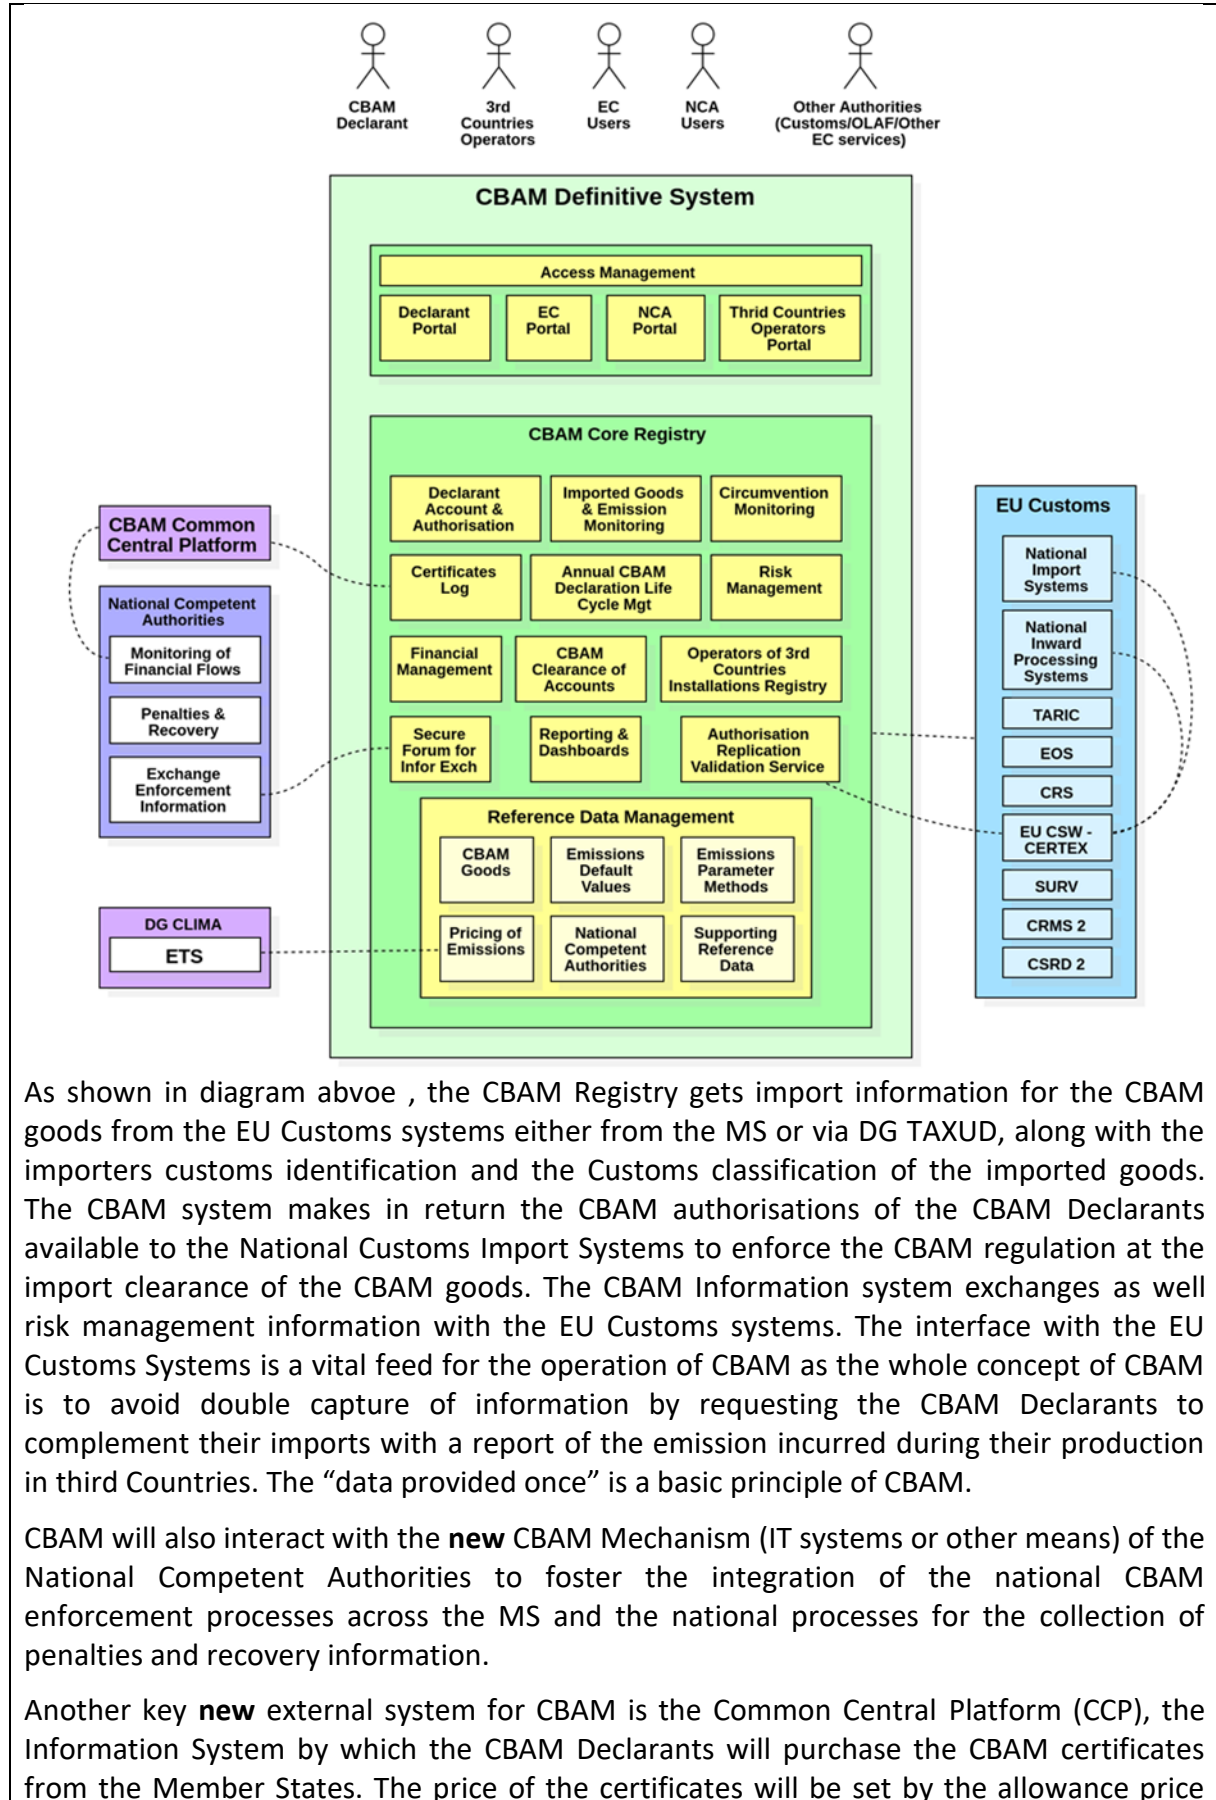 CBAM
Declarant
3rd
Countries
Operators
EC
Users
NCA
Users
Other Authorities
(Customs/OLAF/Other
EC services)
CBAM Definitive System
Access Management
Declarant
Portal
EC
Portal
NCA
Portal
Thrid Countries
Operators
Portal
CBAM Core Registry
Declarant
Account &
Authorisation
Imported Goods
& Emission
Monitoring
Circumvention
Monitoring
Certificates
Log
Annual CBAM
Declaration Life
Cycle Mgt
Risk
Management
Financial
Management
CBAM
Clearance of
Accounts
Operators of 3rd
Countries
Installations Registry
Secure
Forum for
Infor Exch
Reporting &
Dashboards
Authorisation
Replication
Validation Service
Reference Data Management
CBAM
Goods
Emissions
Default
Values
Emissions
Parameter
Methods
Pricing of
Emissions
National
Competent
Authorities
Supporting
Reference
Data
CBAM Common
Central Platform
National Competent
Authorities
Monitoring of
Financial Flows
Penalties &
Recovery
Exchange
Enforcement
Information
DG CLIMA
ETS
EU Customs
National
Import
Systems
National
Inward
Processing
Systems
TARIC
EOS
CRS
EU CSW -
CERTEX
SURV
CRMS 2
CSRD 2
As shown in diagram abvoe , the CBAM Registry gets import information for the CBAM
goods from the EU Customs systems either from the MS or via DG TAXUD, along with the
importers customs identification and the Customs classification of the imported goods.
The CBAM system makes in return the CBAM authorisations of the CBAM Declarants
available to the National Customs Import Systems to enforce the CBAM regulation at the
import clearance of the CBAM goods. The CBAM Information system exchanges as well
risk management information with the EU Customs systems. The interface with the EU
Customs Systems is a vital feed for the operation of CBAM as the whole concept of CBAM
is to avoid double capture of information by requesting the CBAM Declarants to
complement their imports with a report of the emission incurred during their production
in third Countries. The “data provided once” is a basic principle of CBAM.
CBAM will also interact with the new CBAM Mechanism (IT systems or other means) of the
National Competent Authorities to foster the integration of the national CBAM
enforcement processes across the MS and the national processes for the collection of
penalties and recovery information.
Another key new external system for CBAM is the Common Central Platform (CCP), the
Information System by which the CBAM Declarants will purchase the CBAM certificates
from the Member States. The price of the certificates will be set by the allowance price